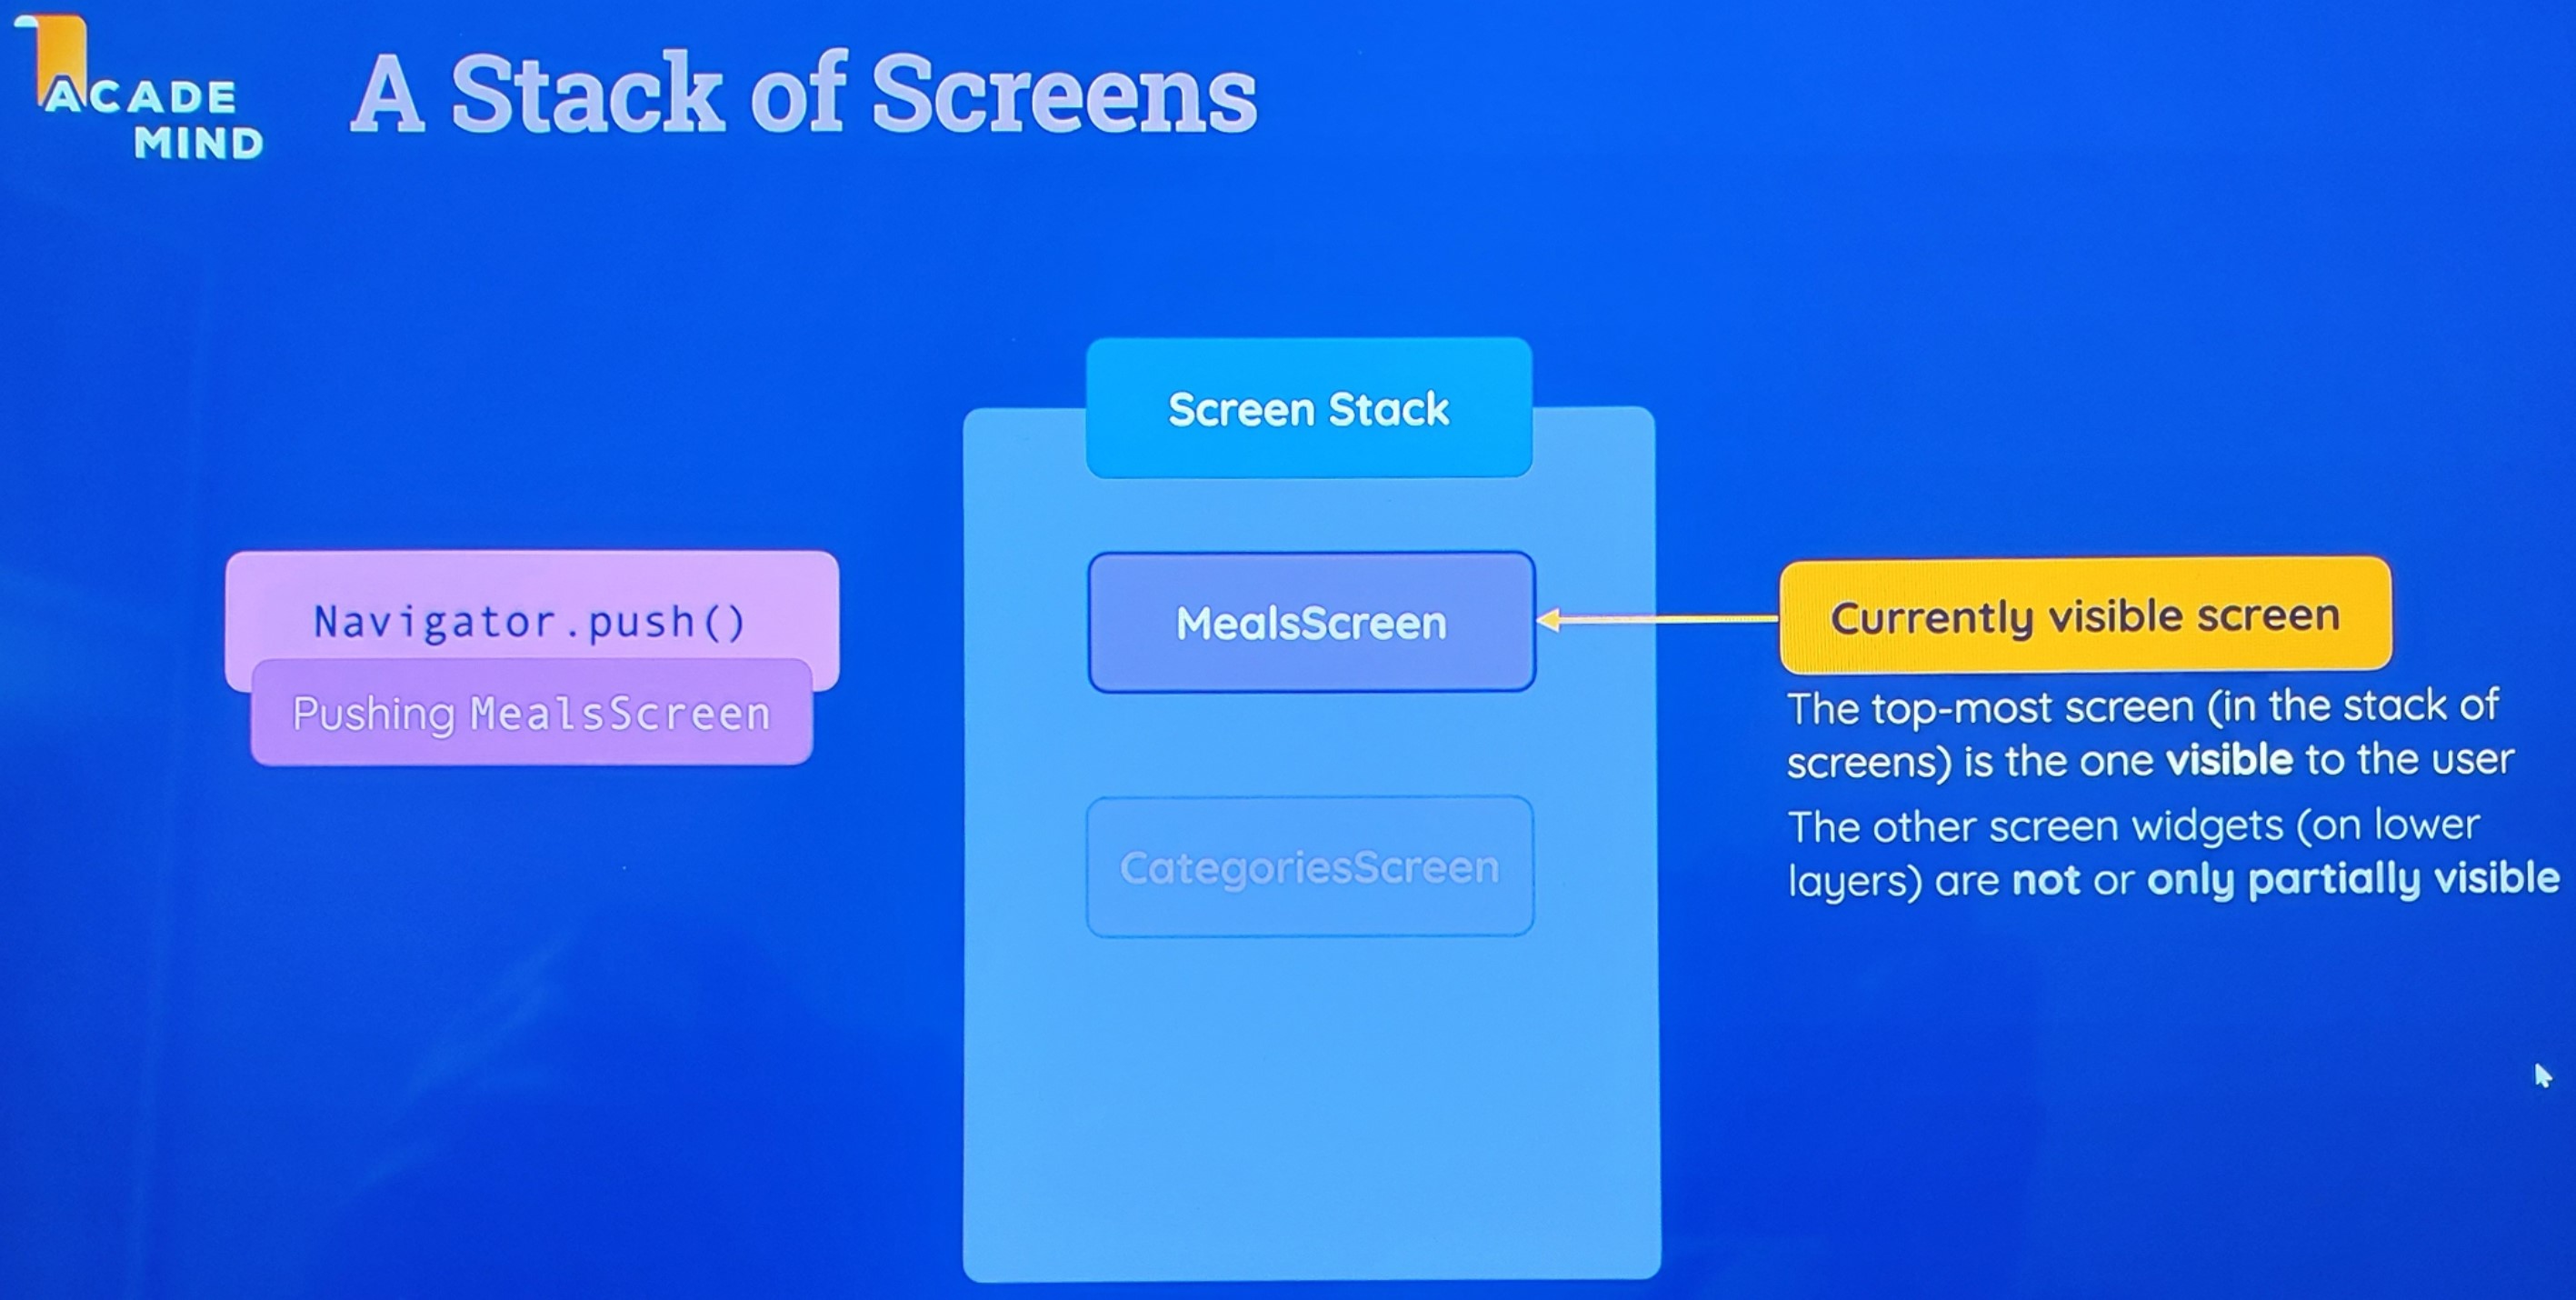 ACADE
MIND
A Stack of Screens
Screen Stack
Navigator.push()
Pushing MealsScreen
MealsScreen
CategoriesScreen
Currently visible screen
The top-most screen (in the stack of
screens) is the one visible to the user
The other screen widgets (on lower
layers) are not or only partially visible